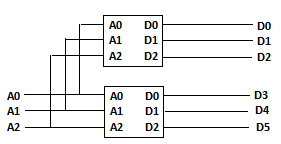 A0 D0 D0
A1 D1 D1
A2 D2 D2
A0 A0 D0 D3
A1 A1 D1 D4
A2 A2 D2 D5